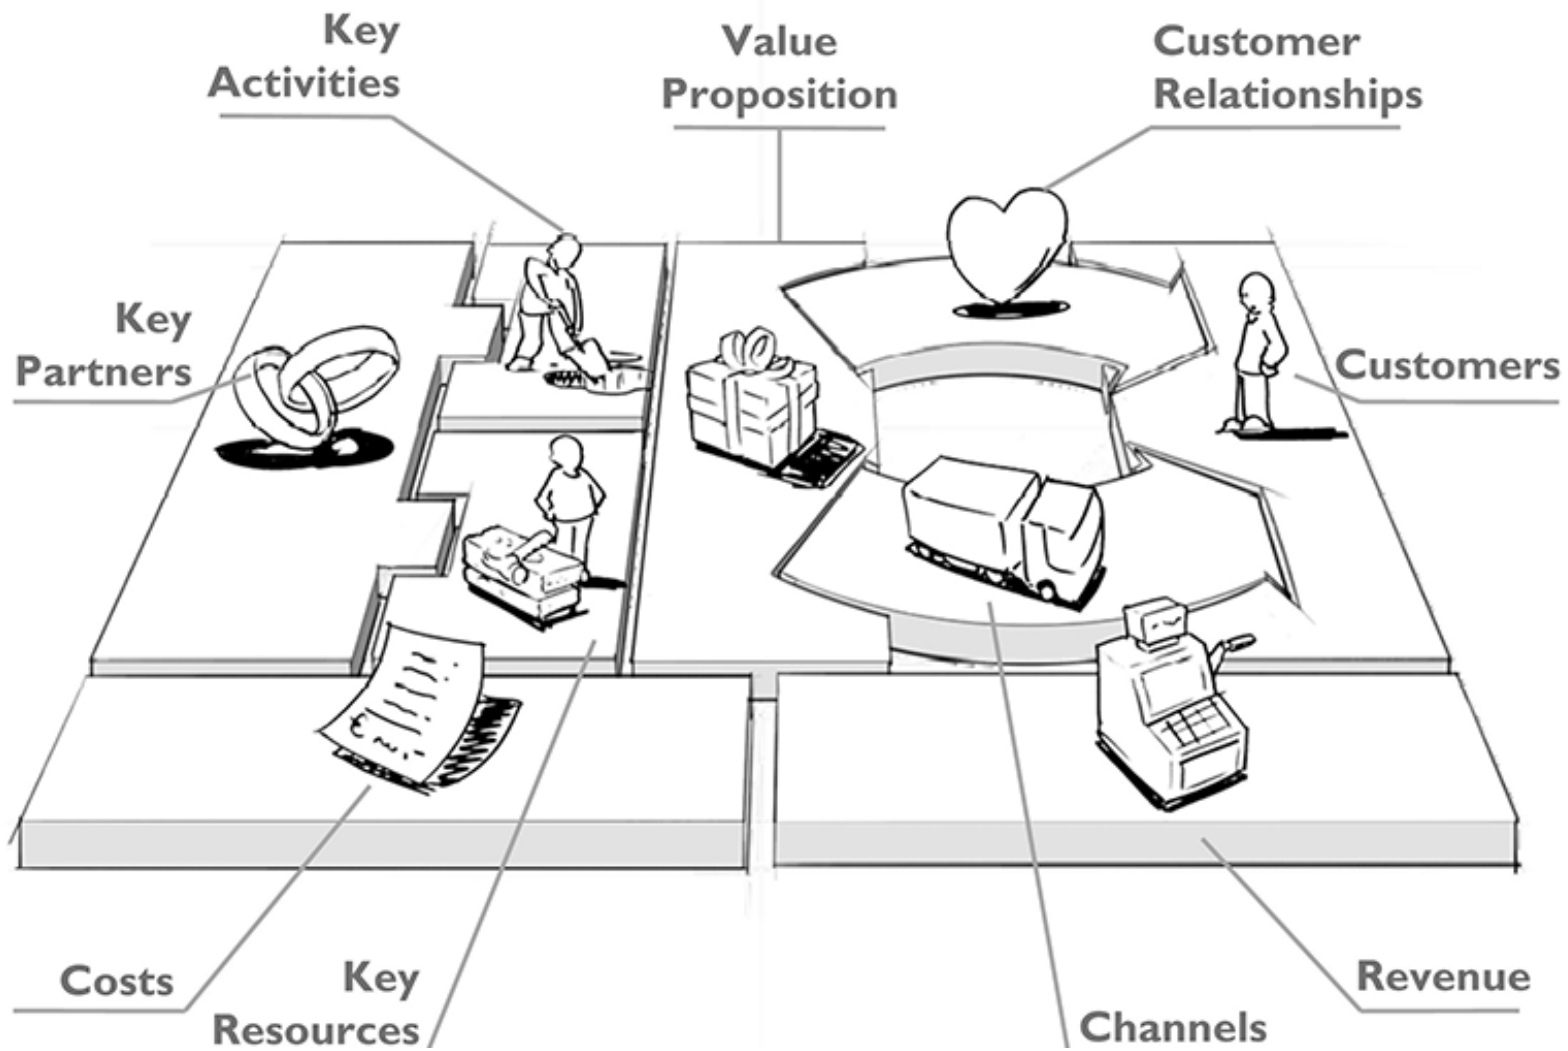 Key
Activities
Value
Proposition
Customer
Relationships
Key
Partners
Customers
Costs
Key
Resources
Channels
Revenue